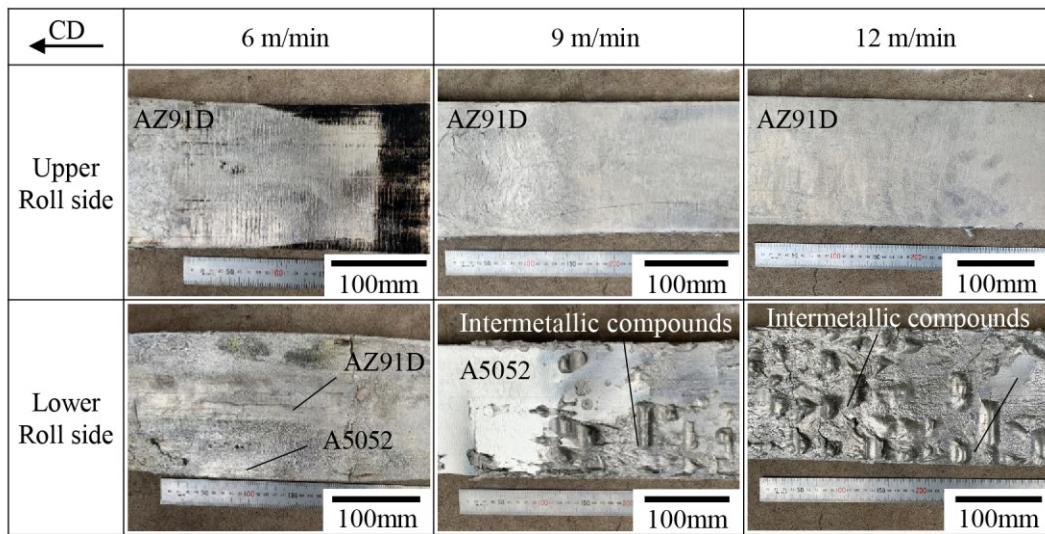 CD
6 m/min
9 m/min
12 m/min
Upper
Roll side
AZ91D
100mm
AZ91D
100mm
AZ91D
100mm
Lower
Roll side
AZ91D
A5052
100mm
Intermetallic compounds
A5052
100mm
Intermetallic compounds
100mm